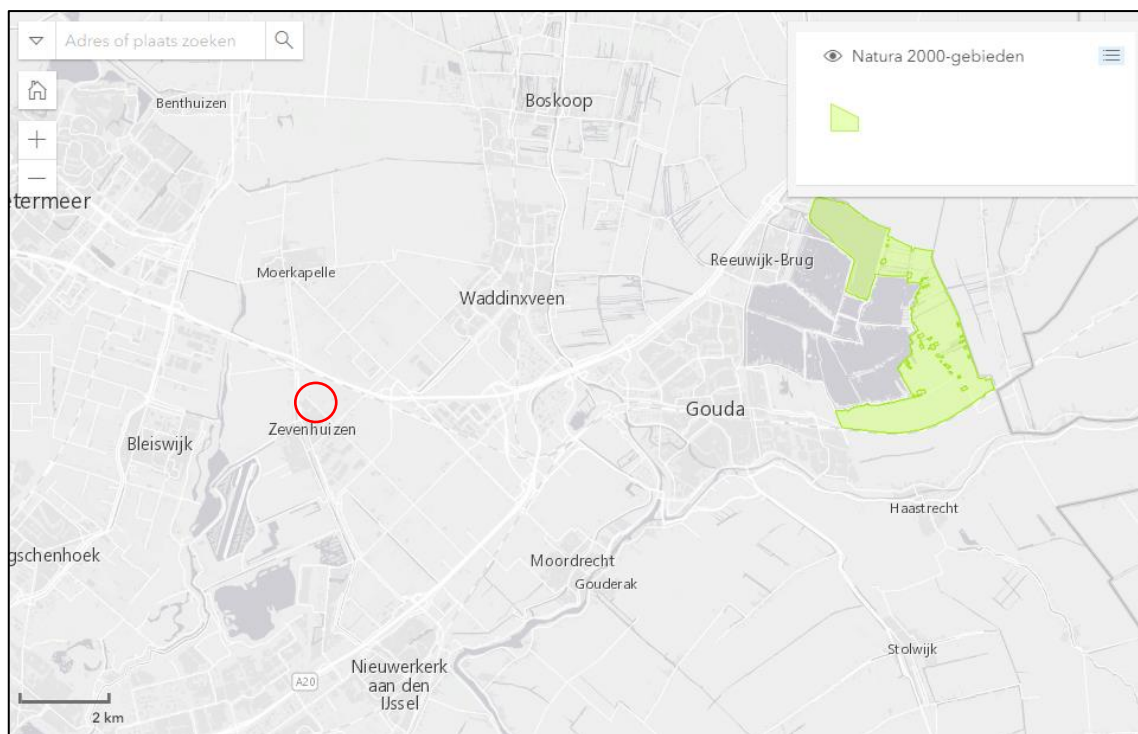 Adres of plaats zoeken
Natura 2000-gebieden
Benthuizen
Boskoop
etermeer
Moerkapelle
Reeuwijk-Brug
Waddinxveen
Gouda
Zevenhuizen
Bleiswijk
Haastrecht
gschenhoek
Moordrecht
Gouderak
Stolwijk
Nieuwerkerk
aan den
IJssel
A20
2 km